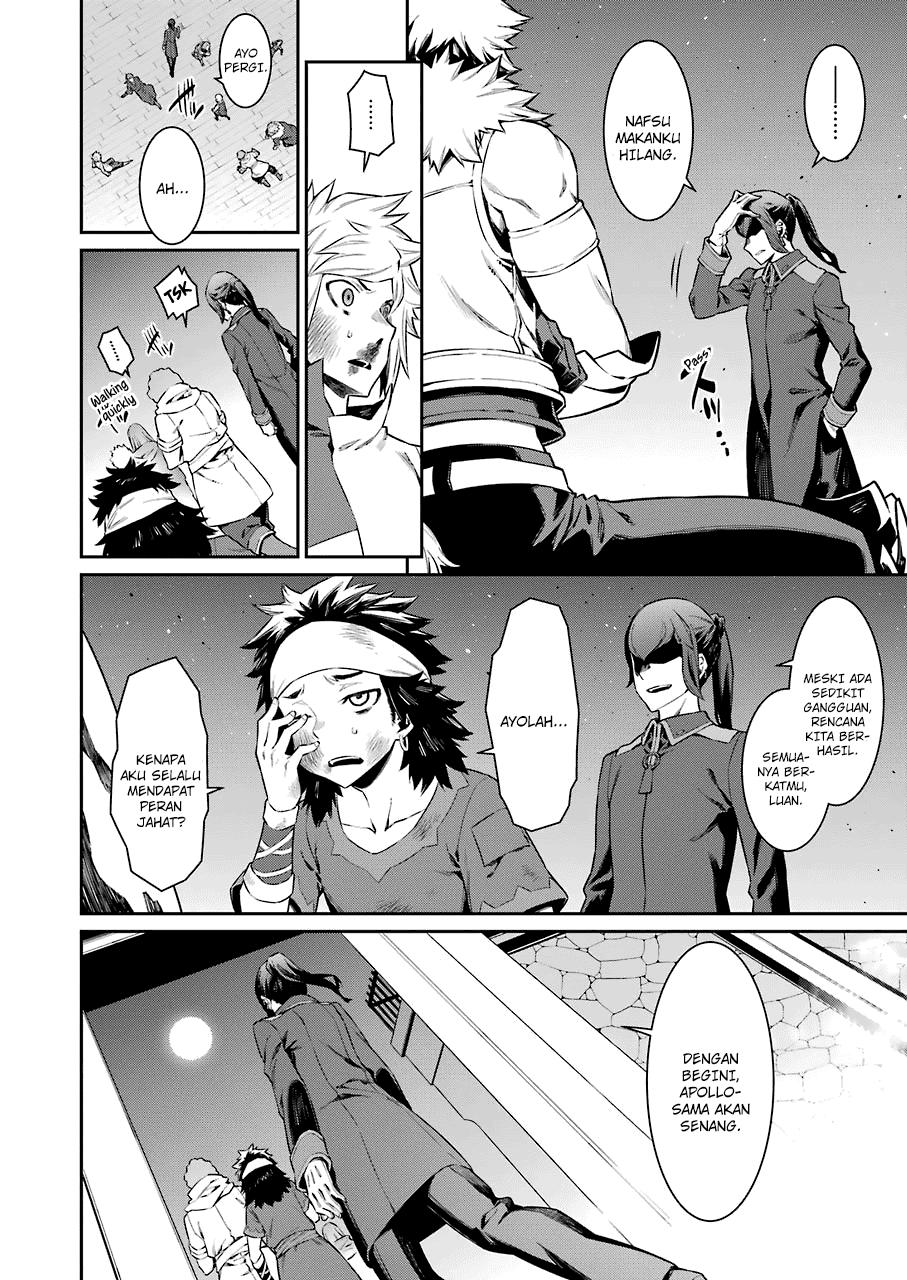 NAFSU
MAKANKU
HILANG.
Pass
.......
AYO
PERGI.
AH...
TSK
....
Walking
quickly
MESKI ADA
SEDIKIT
GANGGUAN,
RENCANA
KITA BER-
HASIL.
SEMUA-
NYA BER-
KATMU,
LUAN.
AYOLAH...
KENAPA
AKU SELALU
MENDAPAT
PERAN
JAHAT?
DENGAN
BEGINI,
APOLLO-
SAMA AKAN
SENANG.